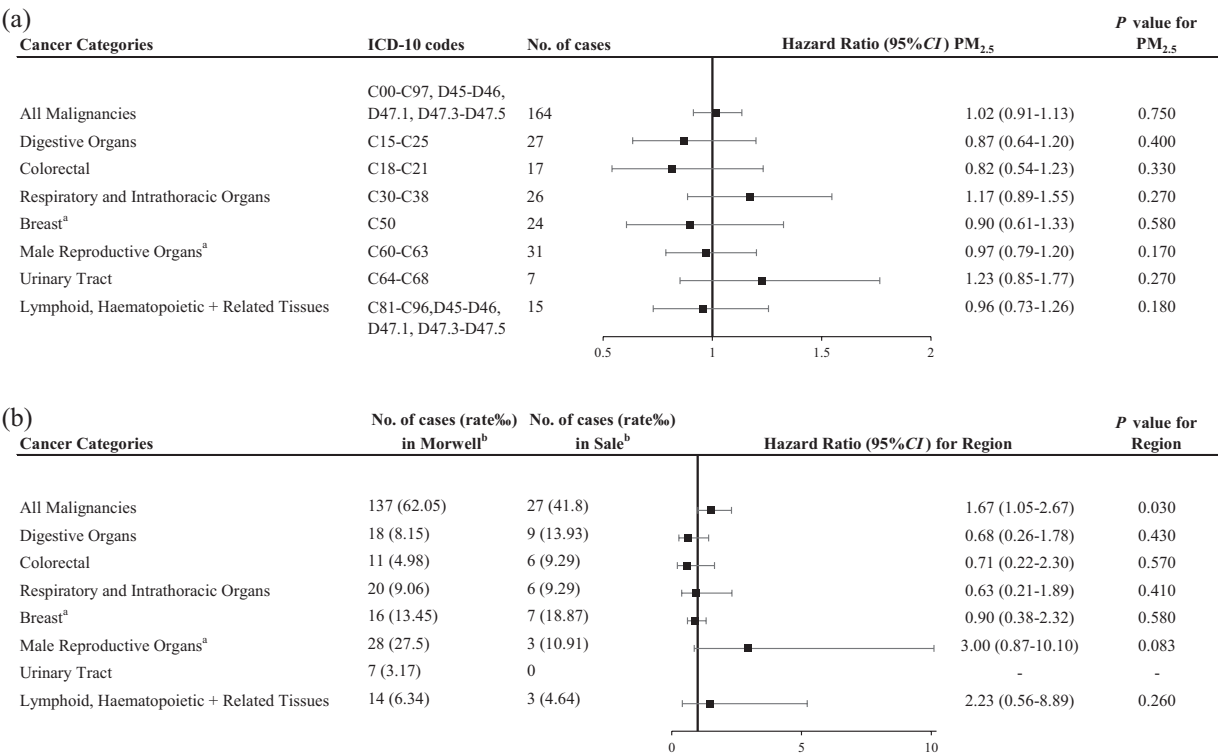 (a)
Cancer Categories ICD-10 codes No. of cases Hazard Ratio (95%CI) PM2.5 P value for PM2.5
All Malignancies C00-C97, D45-D46, D47.1, D47.3-D47.5 164 1.02 (0.91-1.13) 0.750
Digestive Organs C15-C25 27 0.87 (0.64-1.20) 0.400
Colorectal C18-C21 17 0.82 (0.54-1.23) 0.330
Respiratory and Intrathoracic Organs C30-C38 26 1.17 (0.89-1.55) 0.270
Breasta C50 24 0.90 (0.61-1.33) 0.580
Male Reproductive Organsa C60-C63 31 0.97 (0.79-1.20) 0.170
Urinary Tract C64-C68 7 1.23 (0.85-1.77) 0.270
Lymphoid, Haematopoietic + Related Tissues C81-C96,D45-D46, D47.1, D47.3-D47.5 15 0.96 (0.73-1.26) 0.180
0.5 1 1.5 2
(b)
Cancer Categories No. of cases (rate‰) in Morwellb No. of cases (rate‰) in Saleb Hazard Ratio (95%CI) for Region P value for Region
All Malignancies 137 (62.05) 27 (41.8) 1.67 (1.05-2.67) 0.030
Digestive Organs 18 (8.15) 9 (13.93) 0.68 (0.26-1.78) 0.430
Colorectal 11 (4.98) 6 (9.29) 0.71 (0.22-2.30) 0.570
Respiratory and Intrathoracic Organs 20 (9.06) 6 (9.29) 0.63 (0.21-1.89) 0.410
Breasta 16 (13.45) 7 (18.87) 0.90 (0.38-2.32) 0.580
Male Reproductive Organsa 28 (27.5) 3 (10.91) 3.00 (0.87-10.10) 0.083
Urinary Tract 7 (3.17) 0 - -
Lymphoid, Haematopoietic + Related Tissues 14 (6.34) 3 (4.64) 2.23 (0.56-8.89) 0.260
0 5 10